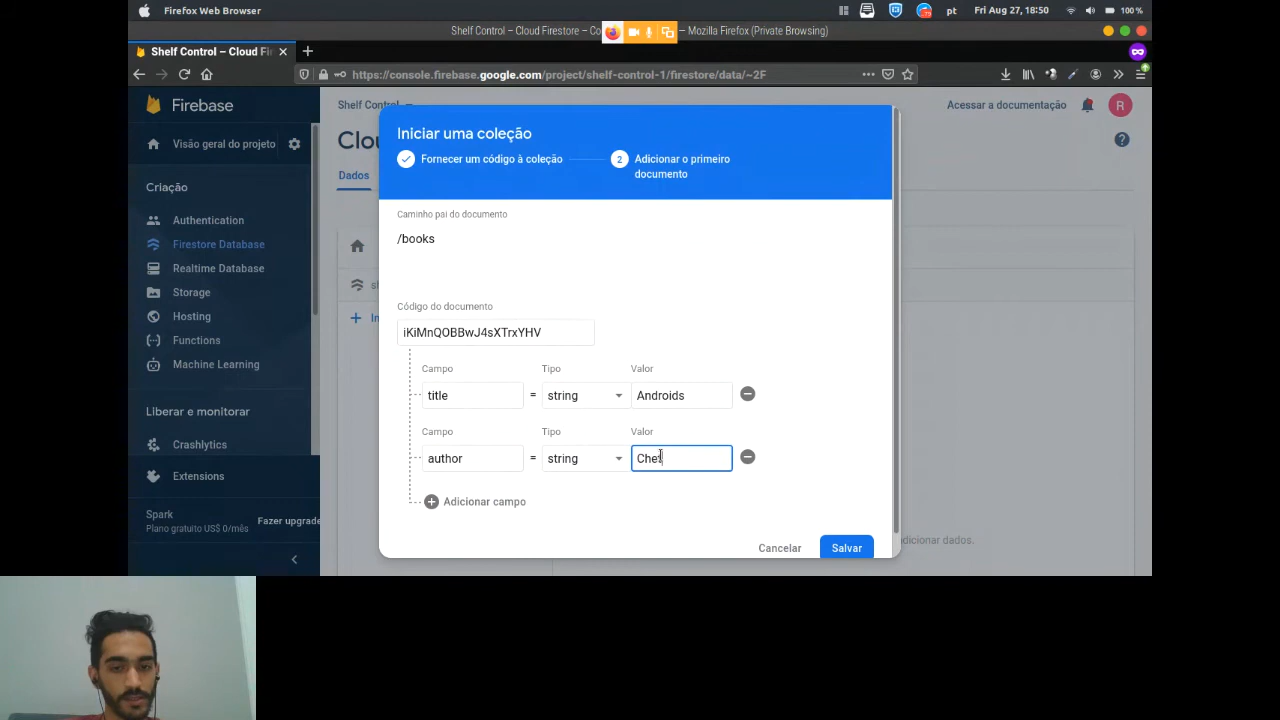 Firefox Web Browser
pt
Fri Aug 27, 18:50
100 %
Shelf Control – Cloud Firestore – Co
– Mozilla Firefox (Private Browsing)
Shelf Control – Cloud Fi
https://console.firebase.google.com/project/shelf-control-1/firestore/data/~2F
Firebase
Shelf Control
Acessar a documentação
R
Visão geral do projeto
Clou
Criação
Dados
Authentication
Firestore Database
Realtime Database
Storage
Hosting
Functions
Machine Learning
Liberar e monitorar
Crashlytics
Extensions
Spark
Plano gratuito US$ 0/mês
Fazer upgrade
Iniciar uma coleção
Fornecer um código à coleção
2
Adicionar o primeiro
documento
Caminho pai do documento
/books
Código do documento
iKiMnQOBBwJ4sXTrxYHV
Campo
Tipo
Valor
title
=
string
Androids
Campo
Tipo
Valor
author
=
string
Chet
Adicionar campo
Cancelar
Salvar
dicionar dados.